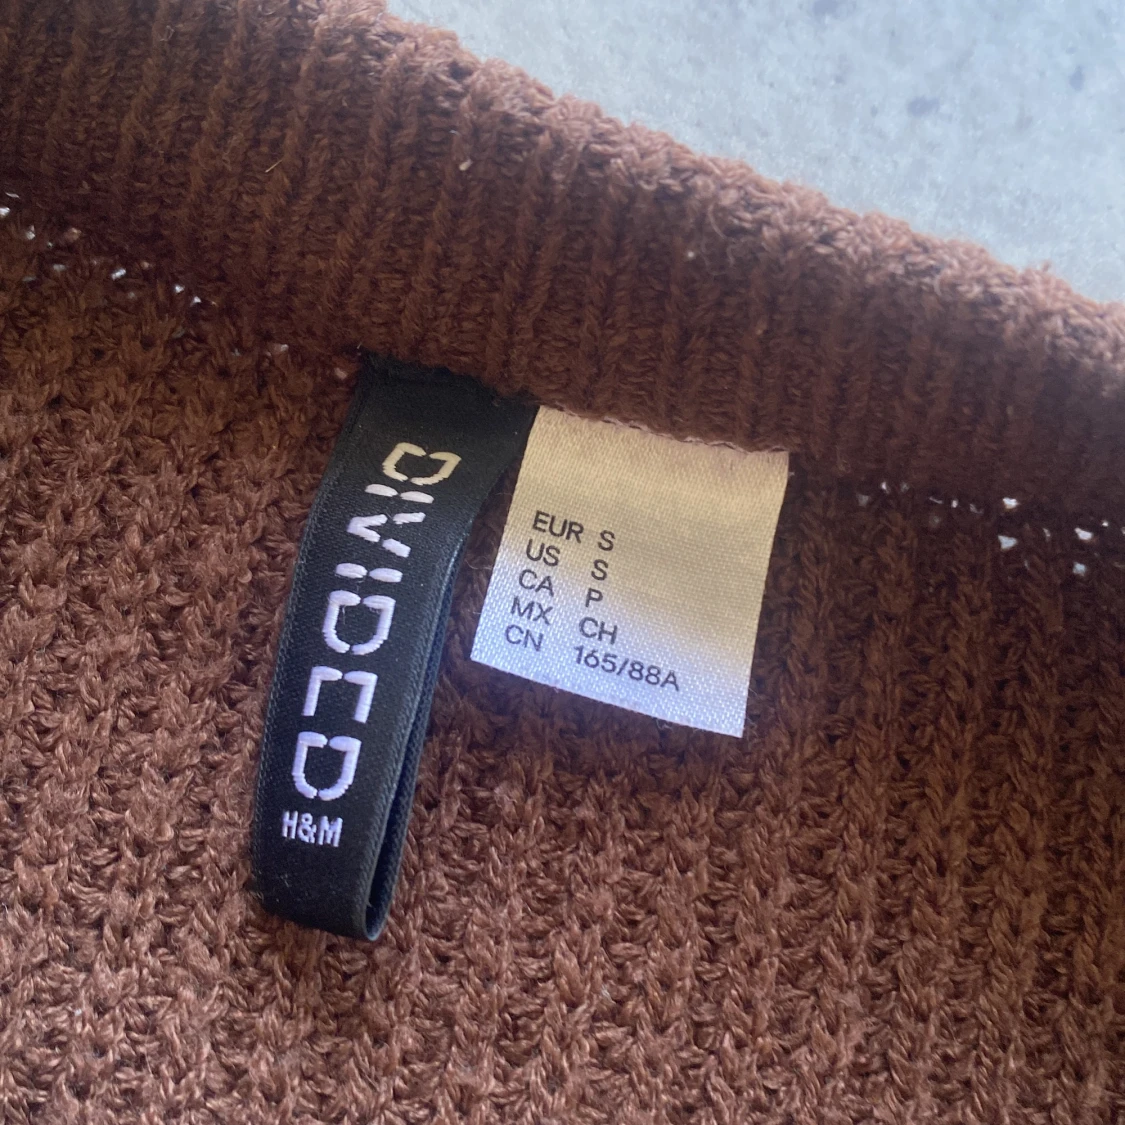 DIVIDED
H&M
EUR S
US S
CA P
MX CH
CN 165/88A